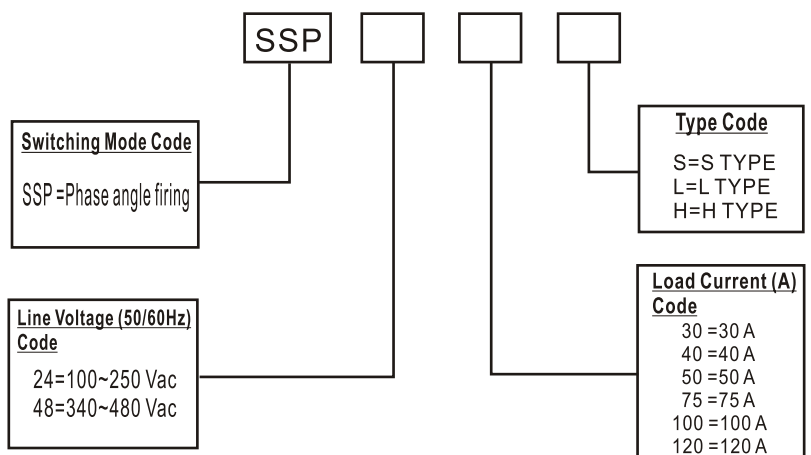 SSP
Switching Mode Code
SSP =Phase angle firing
Type Code
S=S TYPE
L=L TYPE
H=H TYPE
Line Voltage (50/60Hz)
Code
24=100~250 Vac
48=340~480 Vac
Load Current (A)
Code
30 =30 A
40 =40 A
50 =50 A
75 =75 A
100 =100 A
120 =120 A